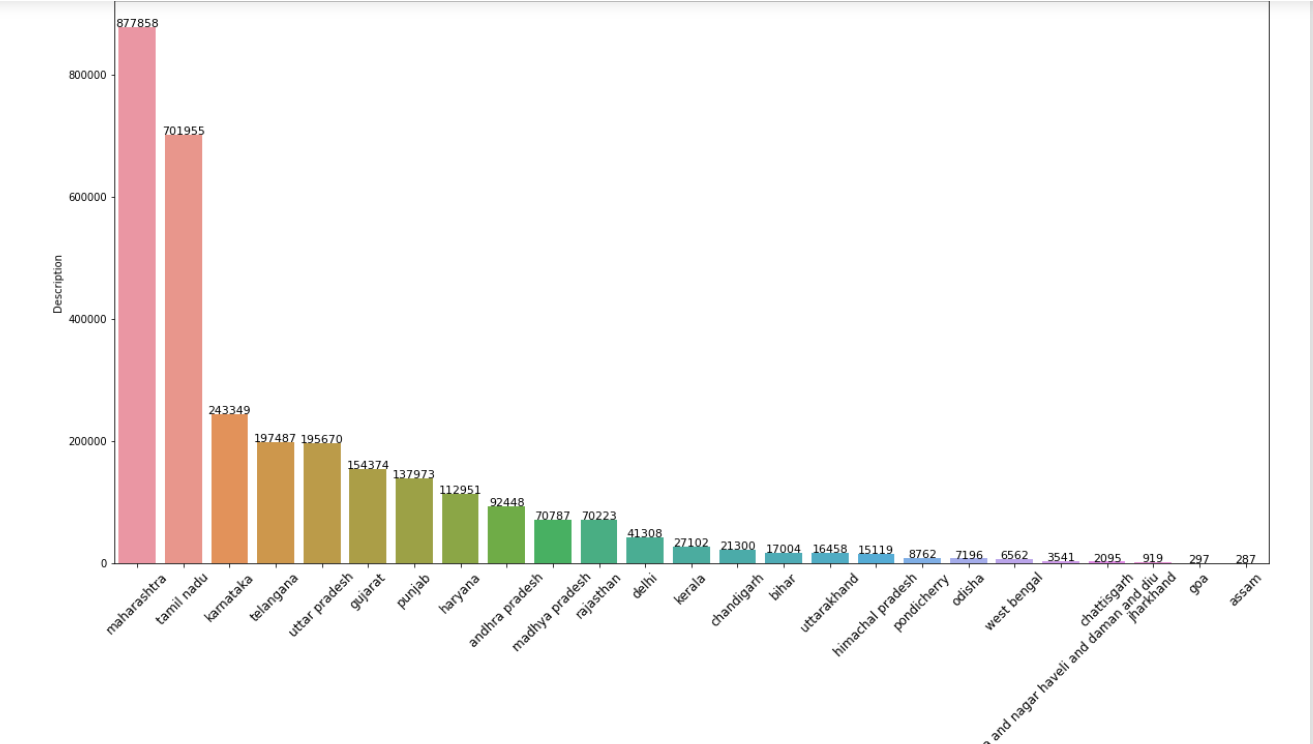 877858
800000
701955
600000
Description
400000
243349
197487
195670
200000
154374
137973
112951
92448
70787
70223
41308
27102
21300
17004
16458
15119
8762
7196
6562
3541
2095
919
297
287
0
maharashtra
tamil nadu
karnataka
telangana
uttar pradesh
gujarat
punjab
haryana
andhra pradesh
madhya pradesh
rajasthan
delhi
kerala
chandigarh
bihar
uttarakhand
himachal pradesh
pondicherry
odisha
west bengal
and nagar haveli and daman and diu
chattisgarh
jharkhand
goa
assam